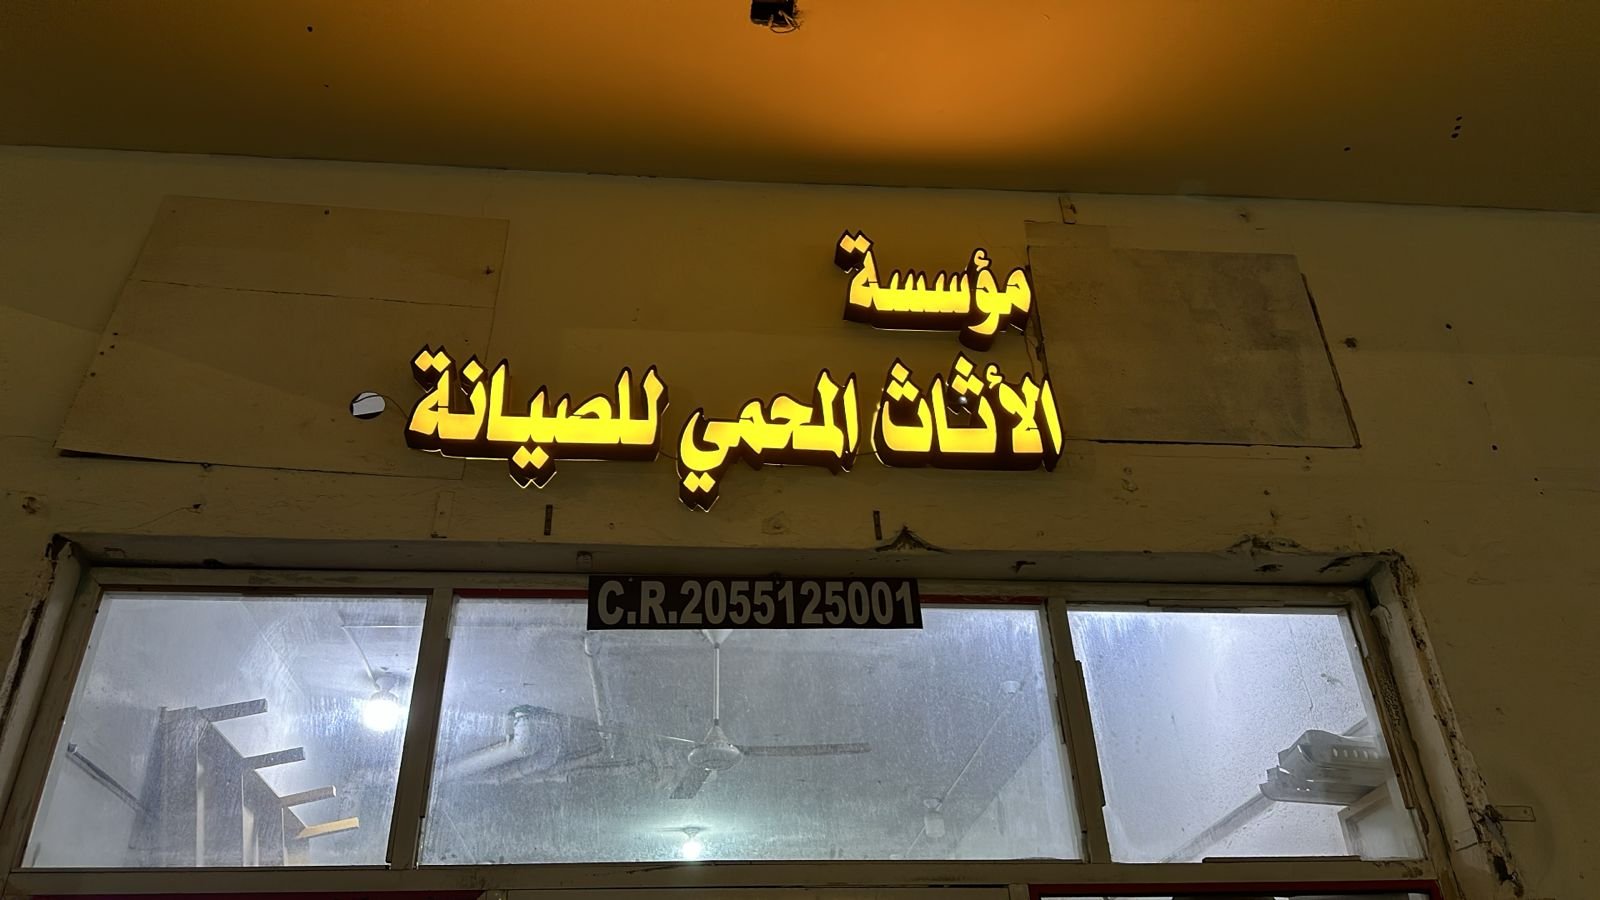 مؤسسة
الأثاث المحمي للصيانة
C.R.2055125001